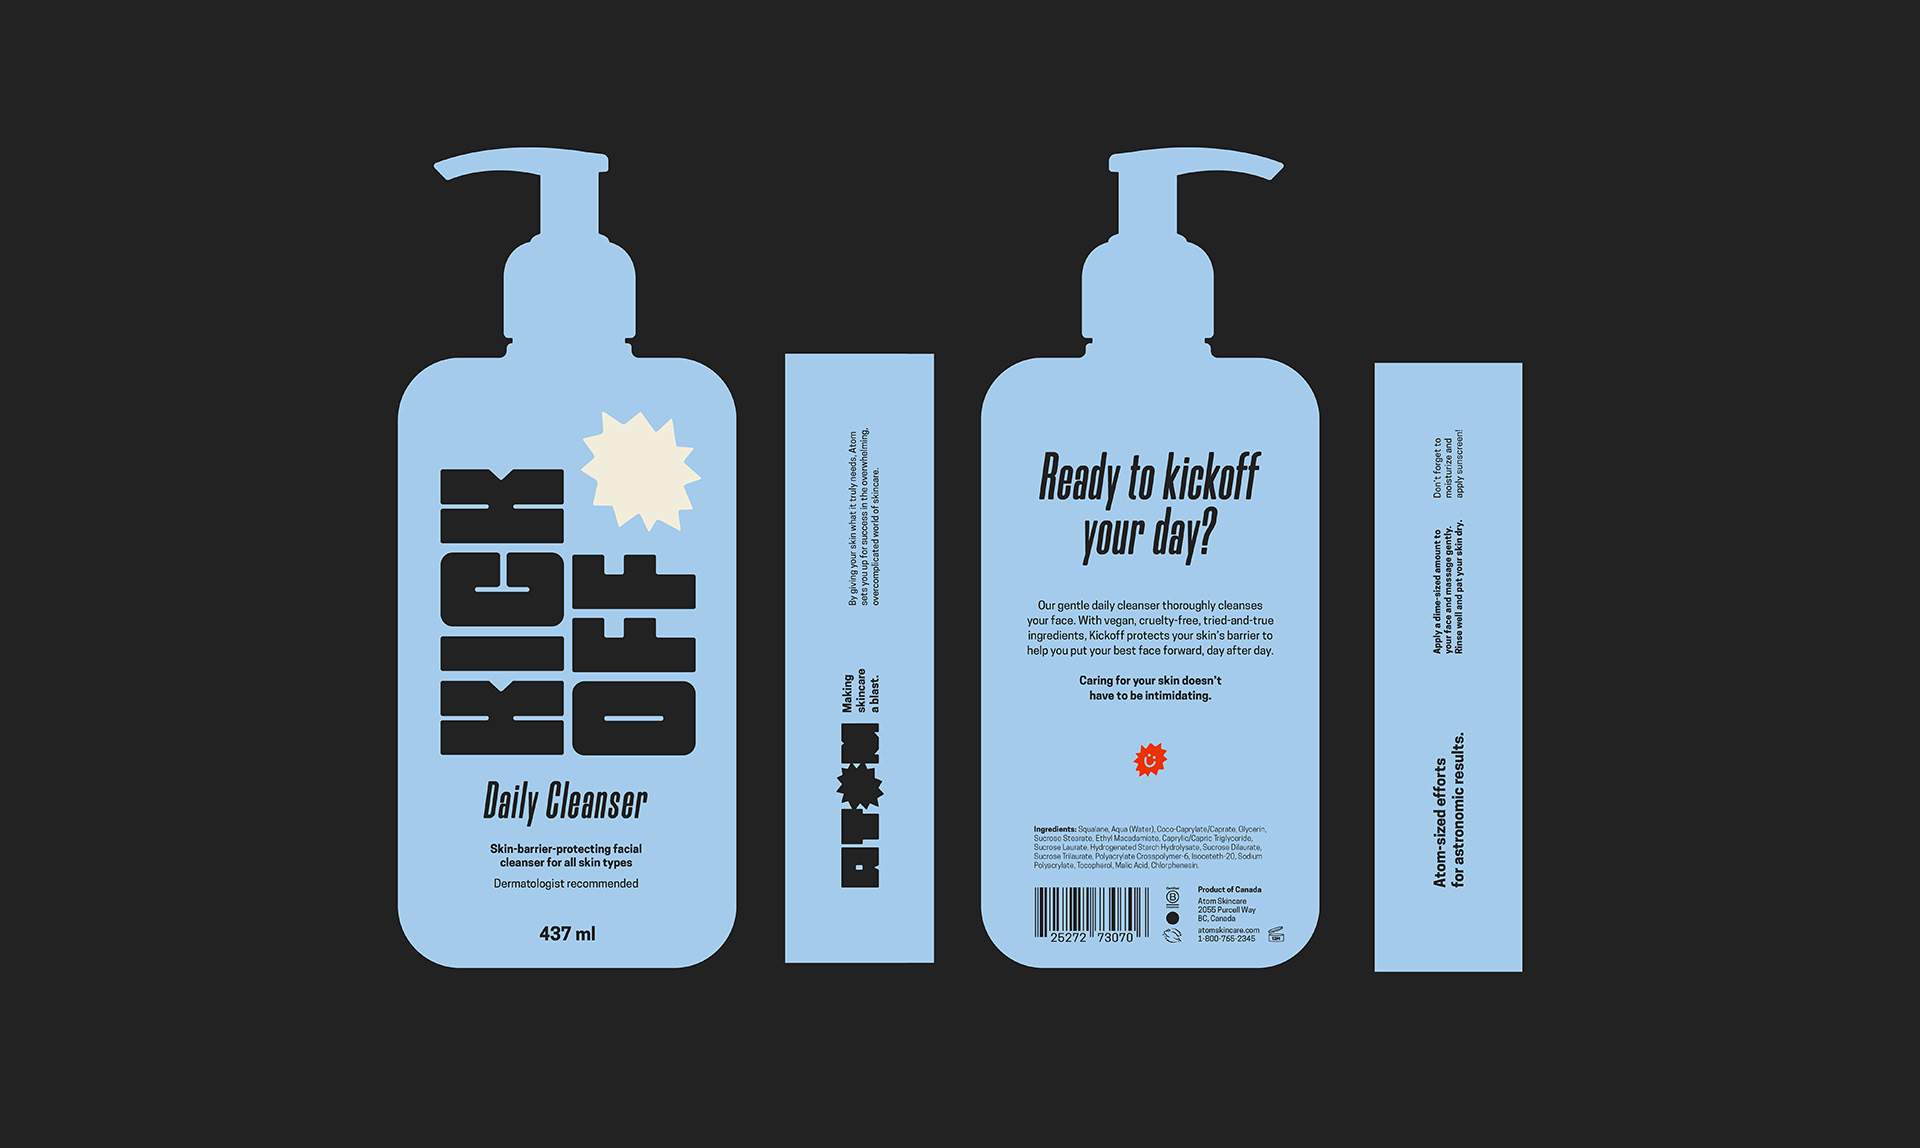 KICK
OFF
Daily Cleanser
Skin-barrier-protecting facial
cleanser for all skin types
Dermatologist recommended
437 ml
By giving your skin what it truly needs, Atom
sets you up for success in the overwhelming,
overcomplicated world of skincare.
ATOM
Making
skincare
a blast.
Ready to kickoff
your day?
Our gentle daily cleanser thoroughly cleanses
your face. With vegan, cruelty-free, tried-and-true
ingredients, Kickoff protects your skin's barrier to
help you put your best face forward, day after day.
Caring for your skin doesn't
have to be intimidating.
Ingredients: Squalane, Aqua (Water), Coco-Caprylate/Caprate, Glycerin,
Sucrose Stearate, Ethyl Macadamiate, Caprylic/Capric Triglyceride,
Sucrose Laurate, Hydrogenated Starch Hydrolysate, Sucrose Dilaurate,
Sucrose Trilaurate, Polyacrylate Crosspolymer-6, Isoceteth-20, Sodium
Polyacrylate, Tocopherol, Malic Acid, Chlorphenesin.
25272 73070
Certified
B
Product of Canada
Atom Skincare
2055 Purcell Way
BC, Canada
atomskincare.com
1-800-765-2345
12M
Don't forget to
moisturize and
apply sunscreen!
Apply a dime-sized amount to
your face and massage gently.
Rinse well and pat your skin dry.
Atom-sized efforts
for astronomic results.